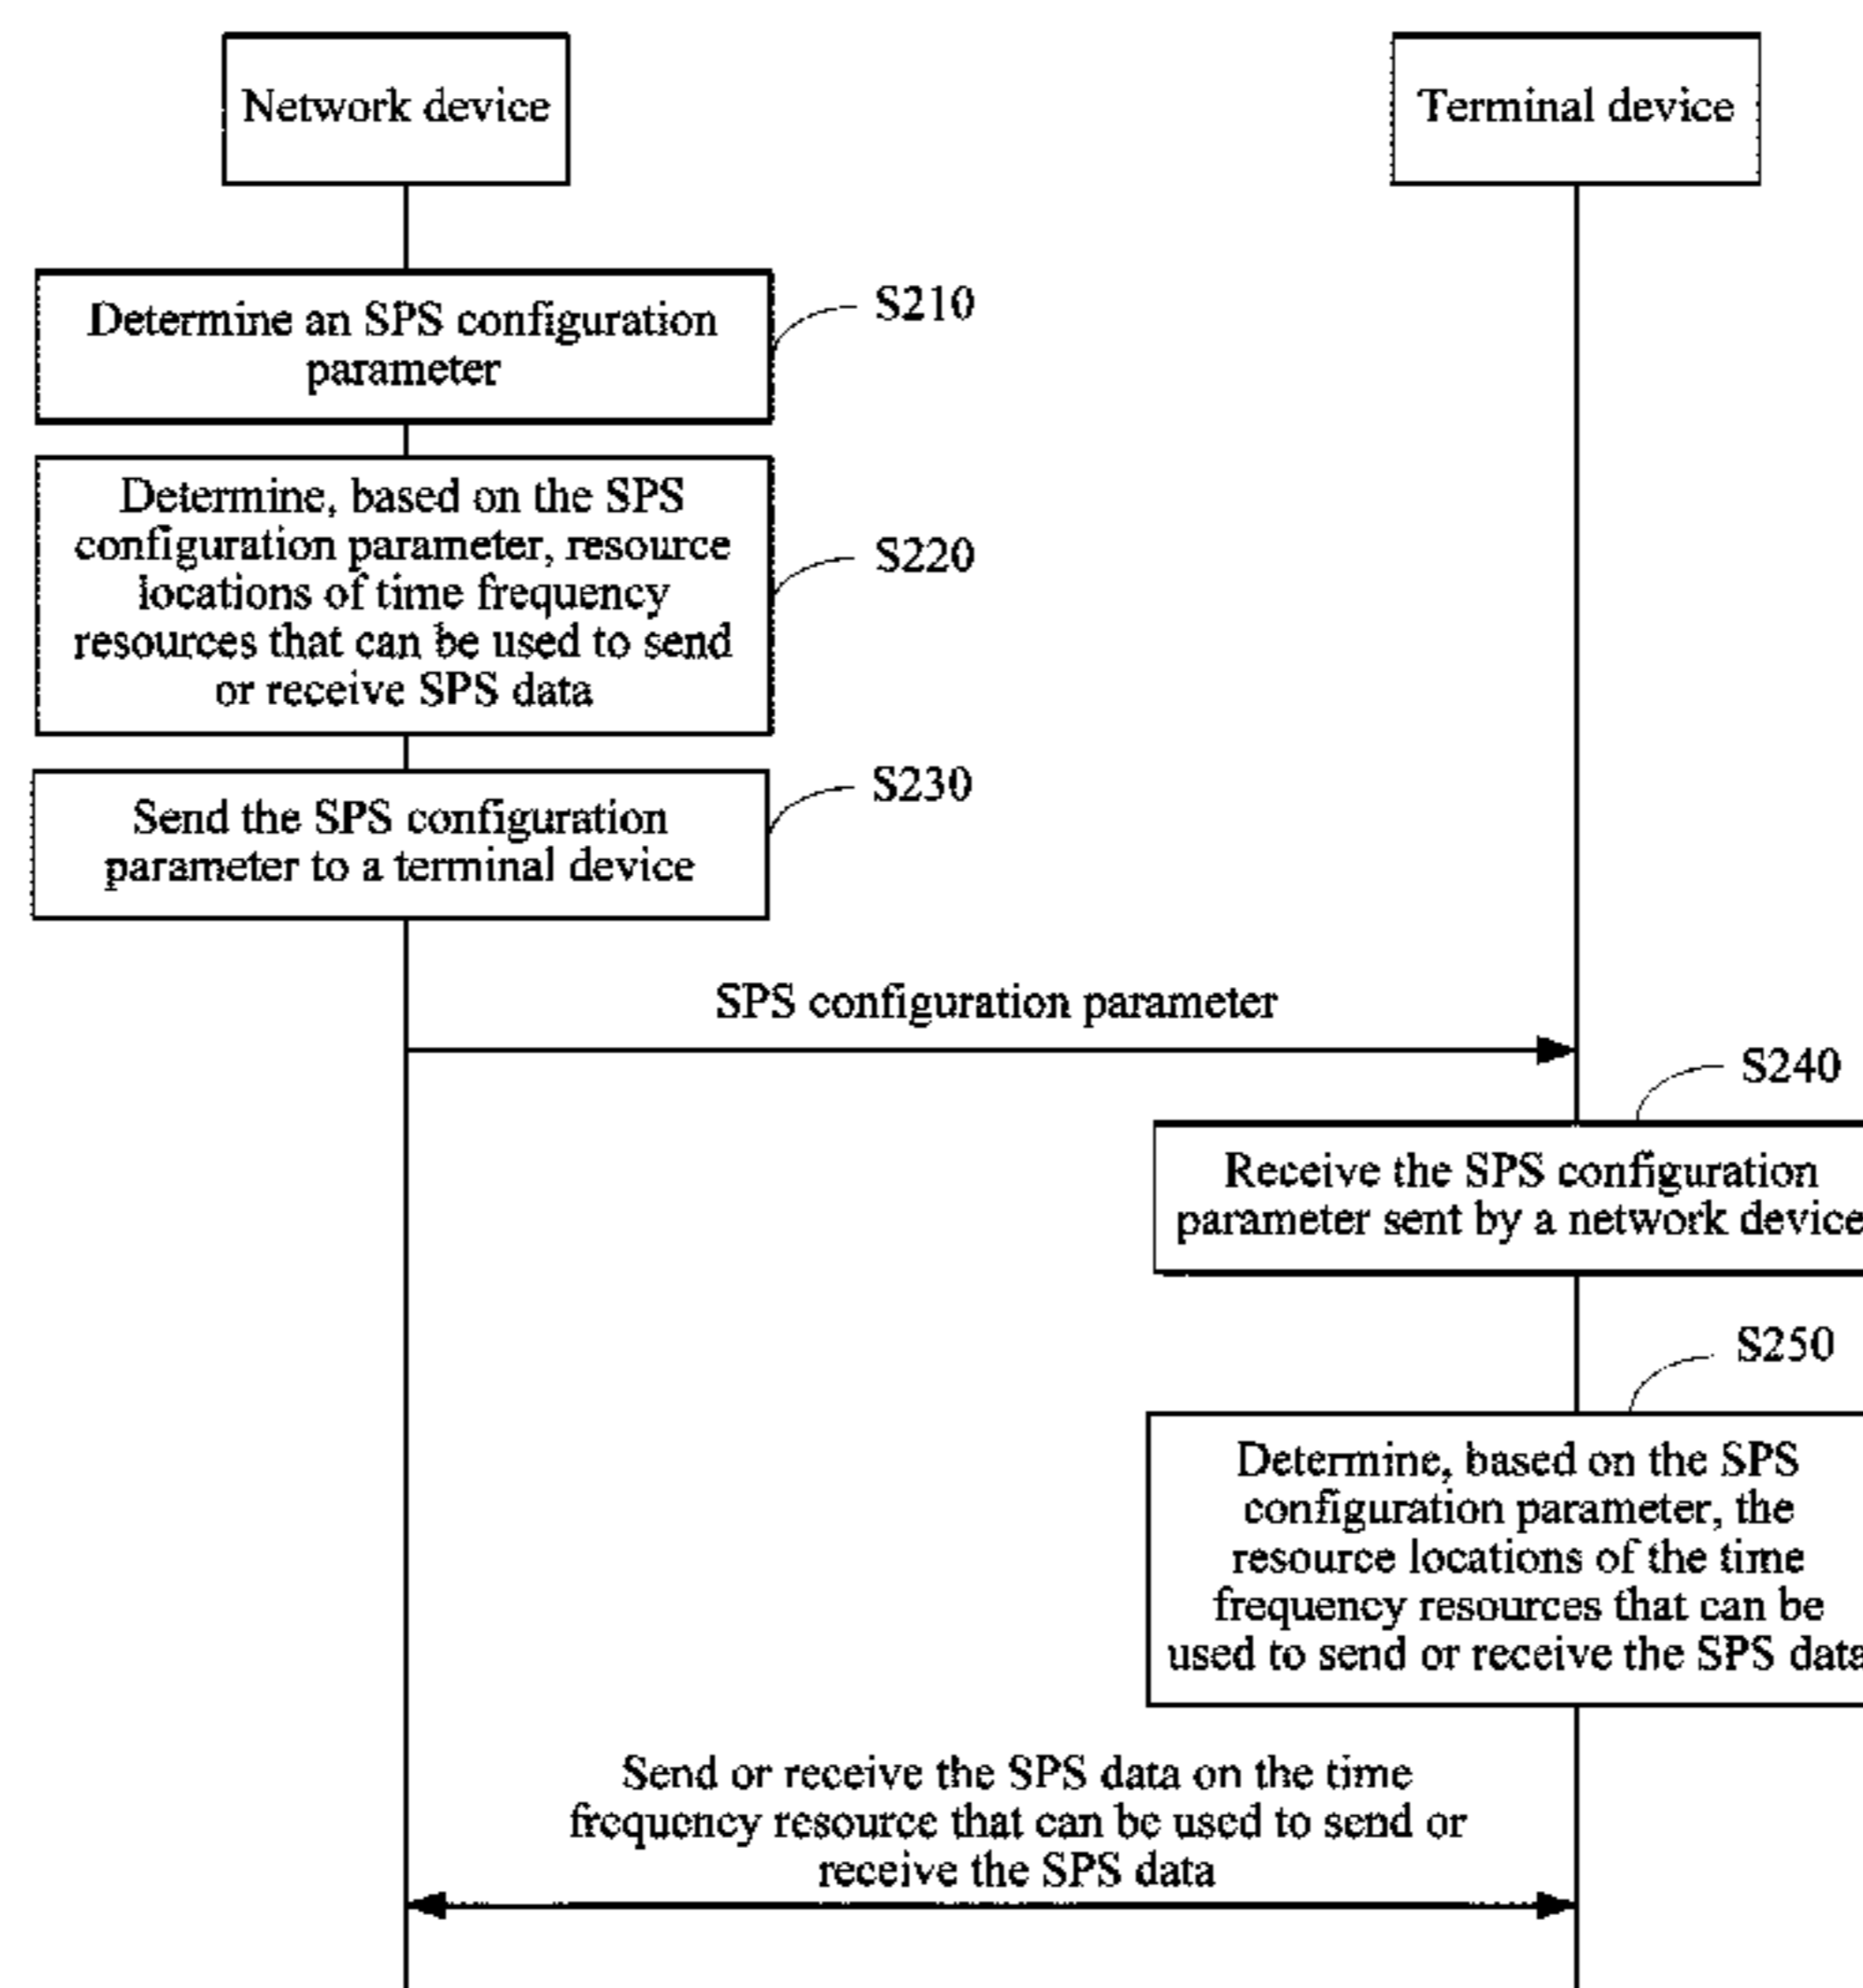 Network device
Terminal device
Determine an SPS configuration
parameter
S210
Determine, based on the SPS
configuration parameter, resource
locations of time frequency
resources that can be used to send
or receive SPS data
S220
Send the SPS configuration
parameter to a terminal device
S230
SPS configuration parameter
S240
Receive the SPS configuration
parameter sent by a network device
S250
Determine, based on the SPS
configuration parameter, the
resource locations of the time
frequency resources that can be
used to send or receive the SPS data
Send or receive the SPS data on the time
frequency resource that can be used to send or
receive the SPS data